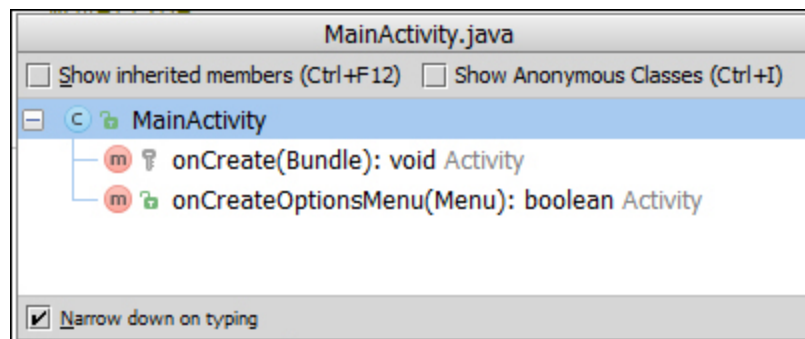 MainActivity.java
Show inherited members (Ctrl+F12) Show Anonymous Classes (Ctrl+I)
C MainActivity
m onCreate(Bundle): void Activity
m onCreateOptionsMenu(Menu): boolean Activity
Narrow down on typing